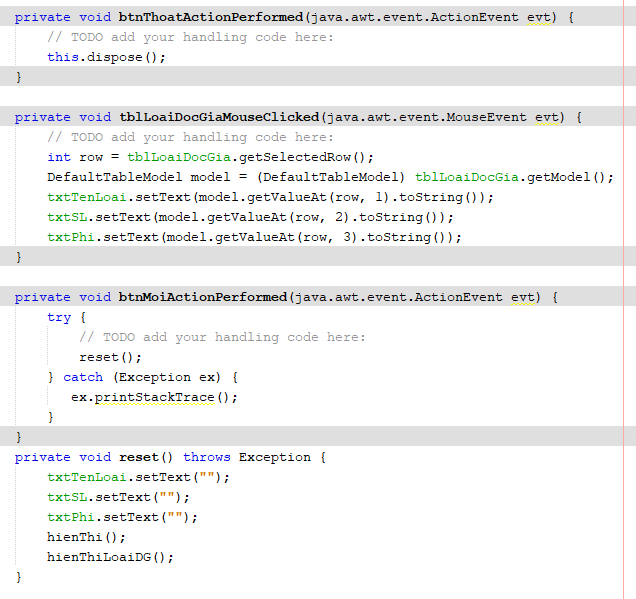 private void btnThoatActionPerformed(java.awt.event.ActionEvent evt) {
    // TODO add your handling code here:
    this.dispose();
}

private void tblLoaiDocGiaMouseClicked(java.awt.event.MouseEvent evt) {
    // TODO add your handling code here:
    int row = tblLoaiDocGia.getSelectedRow();
    DefaultTableModel model = (DefaultTableModel) tblLoaiDocGia.getModel();
    txtTenLoai.setText(model.getValueAt(row, 1).toString());
    txtSL.setText(model.getValueAt(row, 2).toString());
    txtPhi.setText(model.getValueAt(row, 3).toString());
}

private void btnMoiActionPerformed(java.awt.event.ActionEvent evt) {
    try {
        // TODO add your handling code here:
        reset();
    } catch (Exception ex) {
       ex.printStackTrace();
    }
}
private void reset() throws Exception {
    txtTenLoai.setText("");
    txtSL.setText("");
    txtPhi.setText("");
    hienThi();
    hienThiLoaiDG();
}